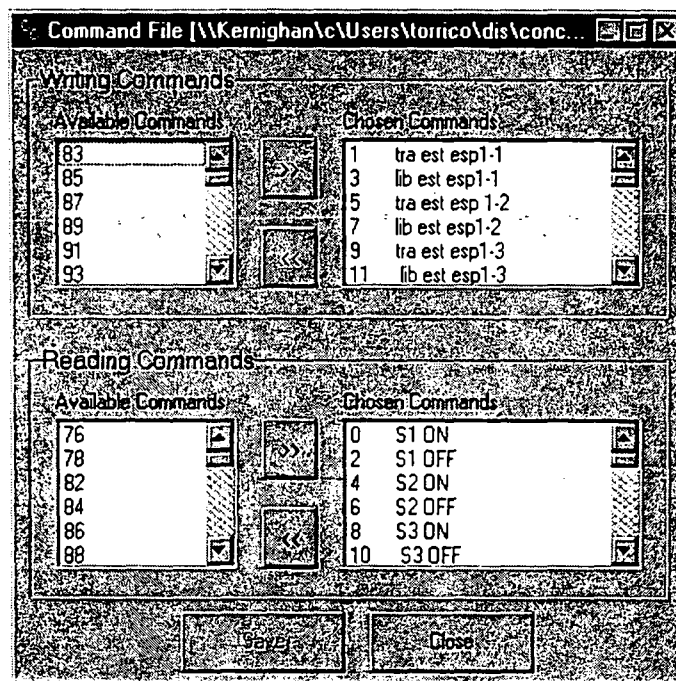 Command File [\\Kernighan\c\Users\torrico\dis\conc...
Writing Commands
Available Commands
83
85
87
89
91
93
>>
<<
Chosen Commands
1 tra est esp1-1
3 lib est esp1-1
5 tra est esp 1-2
7 lib est esp1-2
9 tra est esp1-3
11 lib est esp1-3
Reading Commands
Available Commands
76
78
82
84
86
88
>>
<<
Chosen Commands
0 S1 ON
2 S1 OFF
4 S2 ON
6 S2 OFF
8 S3 ON
10 S3 OFF
Save
Close